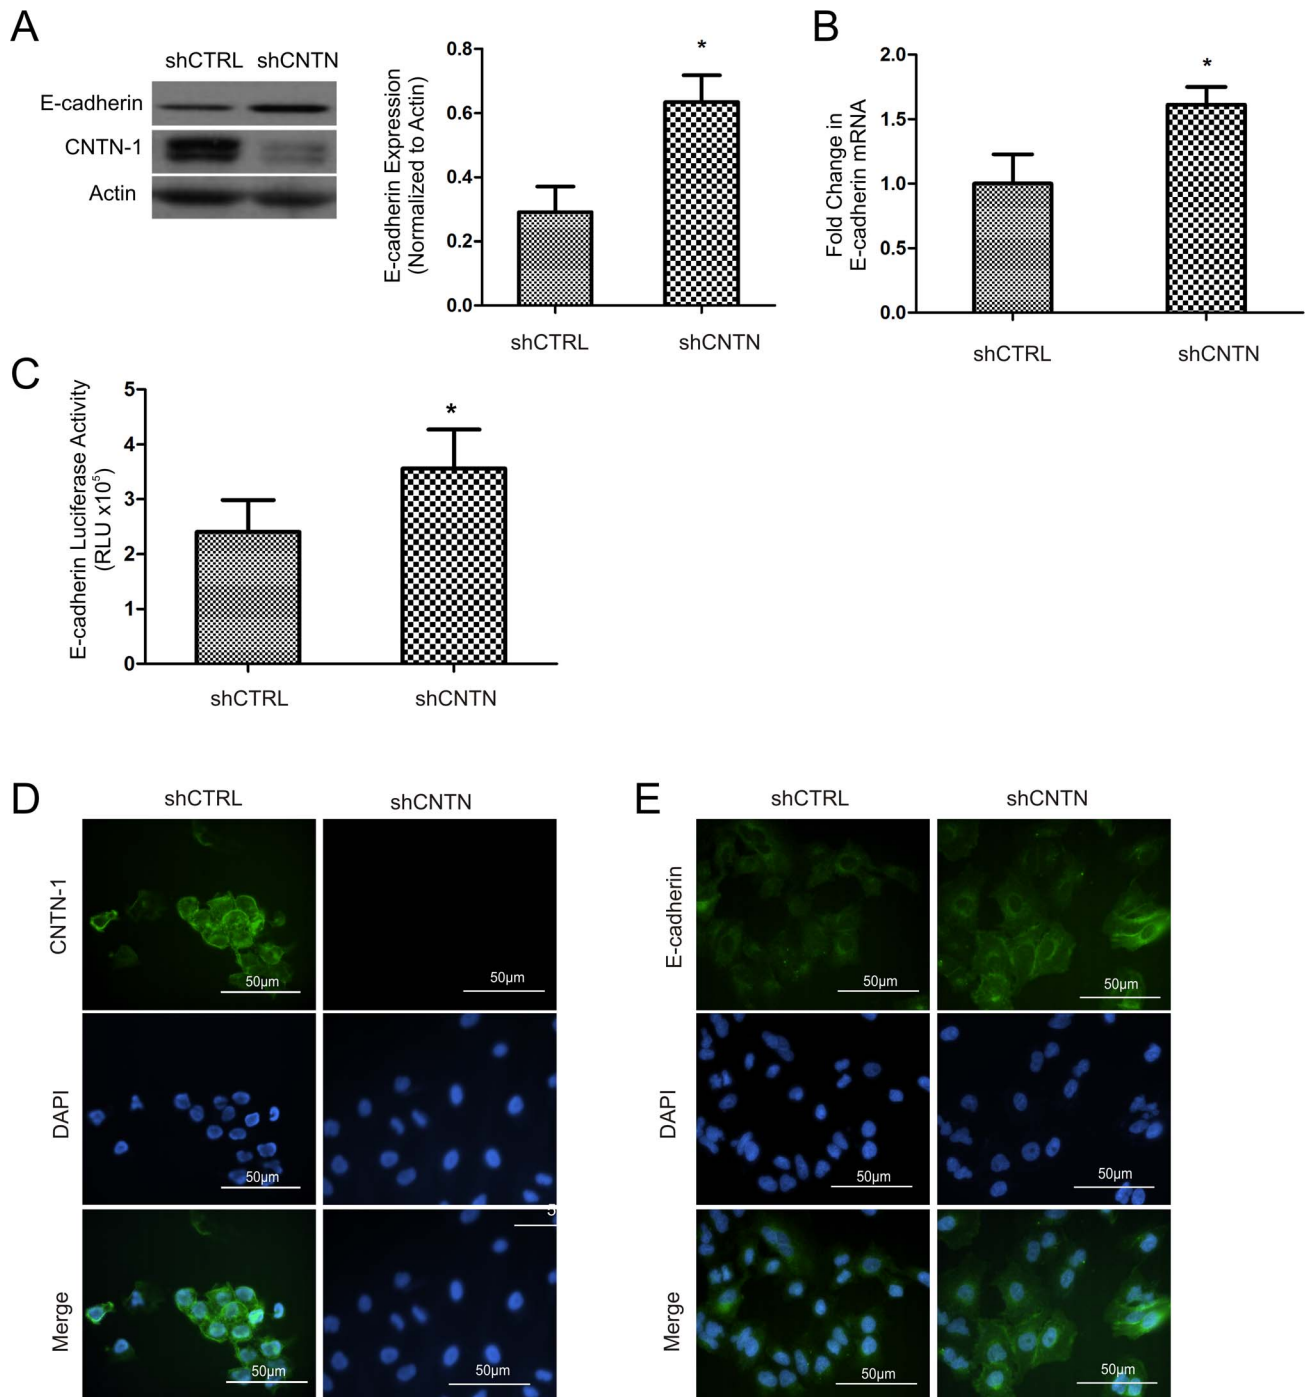 A
shCTRL shCNTN
E-cadherin
CNTN-1
Actin
E-cadherin Expression
(Normalized to Actin)
0.8
0.6
0.4
0.2
0.0
*
shCTRL shCNTN
B
Fold Change in
E-cadherin mRNA
2.0
1.5
1.0
0.5
0.0
*
shCTRL shCNTN
C
E-cadherin Luciferase Activity
(RLU x10⁵)
5
4
3
2
1
0
*
shCTRL shCNTN
D
shCTRL shCNTN
CNTN-1
50µm 50µm
DAPI
50µm
5
Merge
50µm 50µm
E
shCTRL shCNTN
E-cadherin
50µm 50µm
DAPI
50µm 50µm
Merge
50µm 50µm